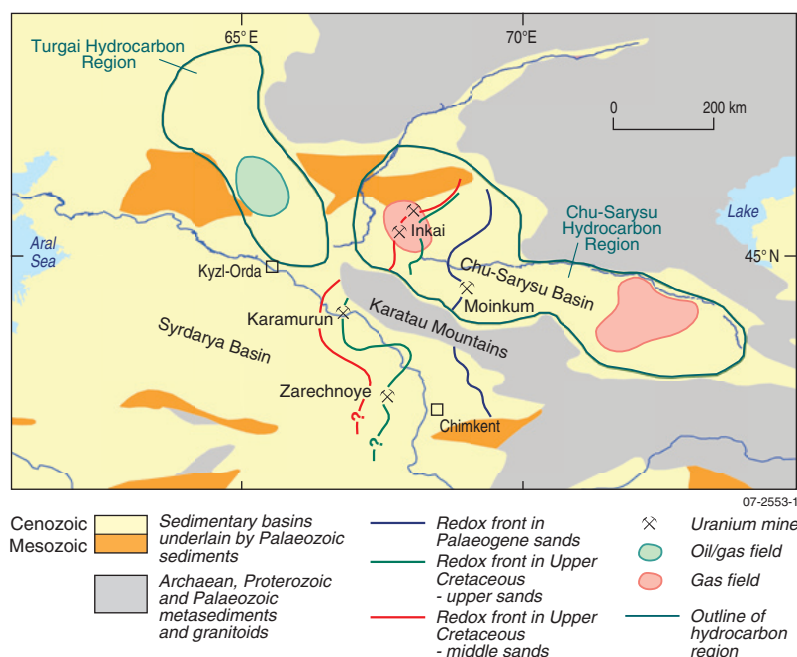 65° E
70° E
Turgai Hydrocarbon
Region
0
200 km
Lake
Chu-Sarysu
Hydrocarbon
Region
Inkai
Aral
Sea
Kyzl-Orda
45° N
Chu-Sarysu Basin
Moinkum
Karatau Mountains
Karamurun
Syrdarya Basin
Zarechnoye
Chimkent
–?
–?
07-2553-1
Cenozoic
Mesozoic
Sedimentary basins
underlain by Palaeozoic
sediments
Archaean, Proterozoic
and Palaeozoic
metasediments
and granitoids
Redox front in
Palaeogene sands
Redox front in Upper
Cretaceous
- upper sands
Redox front in Upper
Cretaceous
- middle sands
Uranium mine
Oil/gas field
Gas field
Outline of
hydrocarbon
region